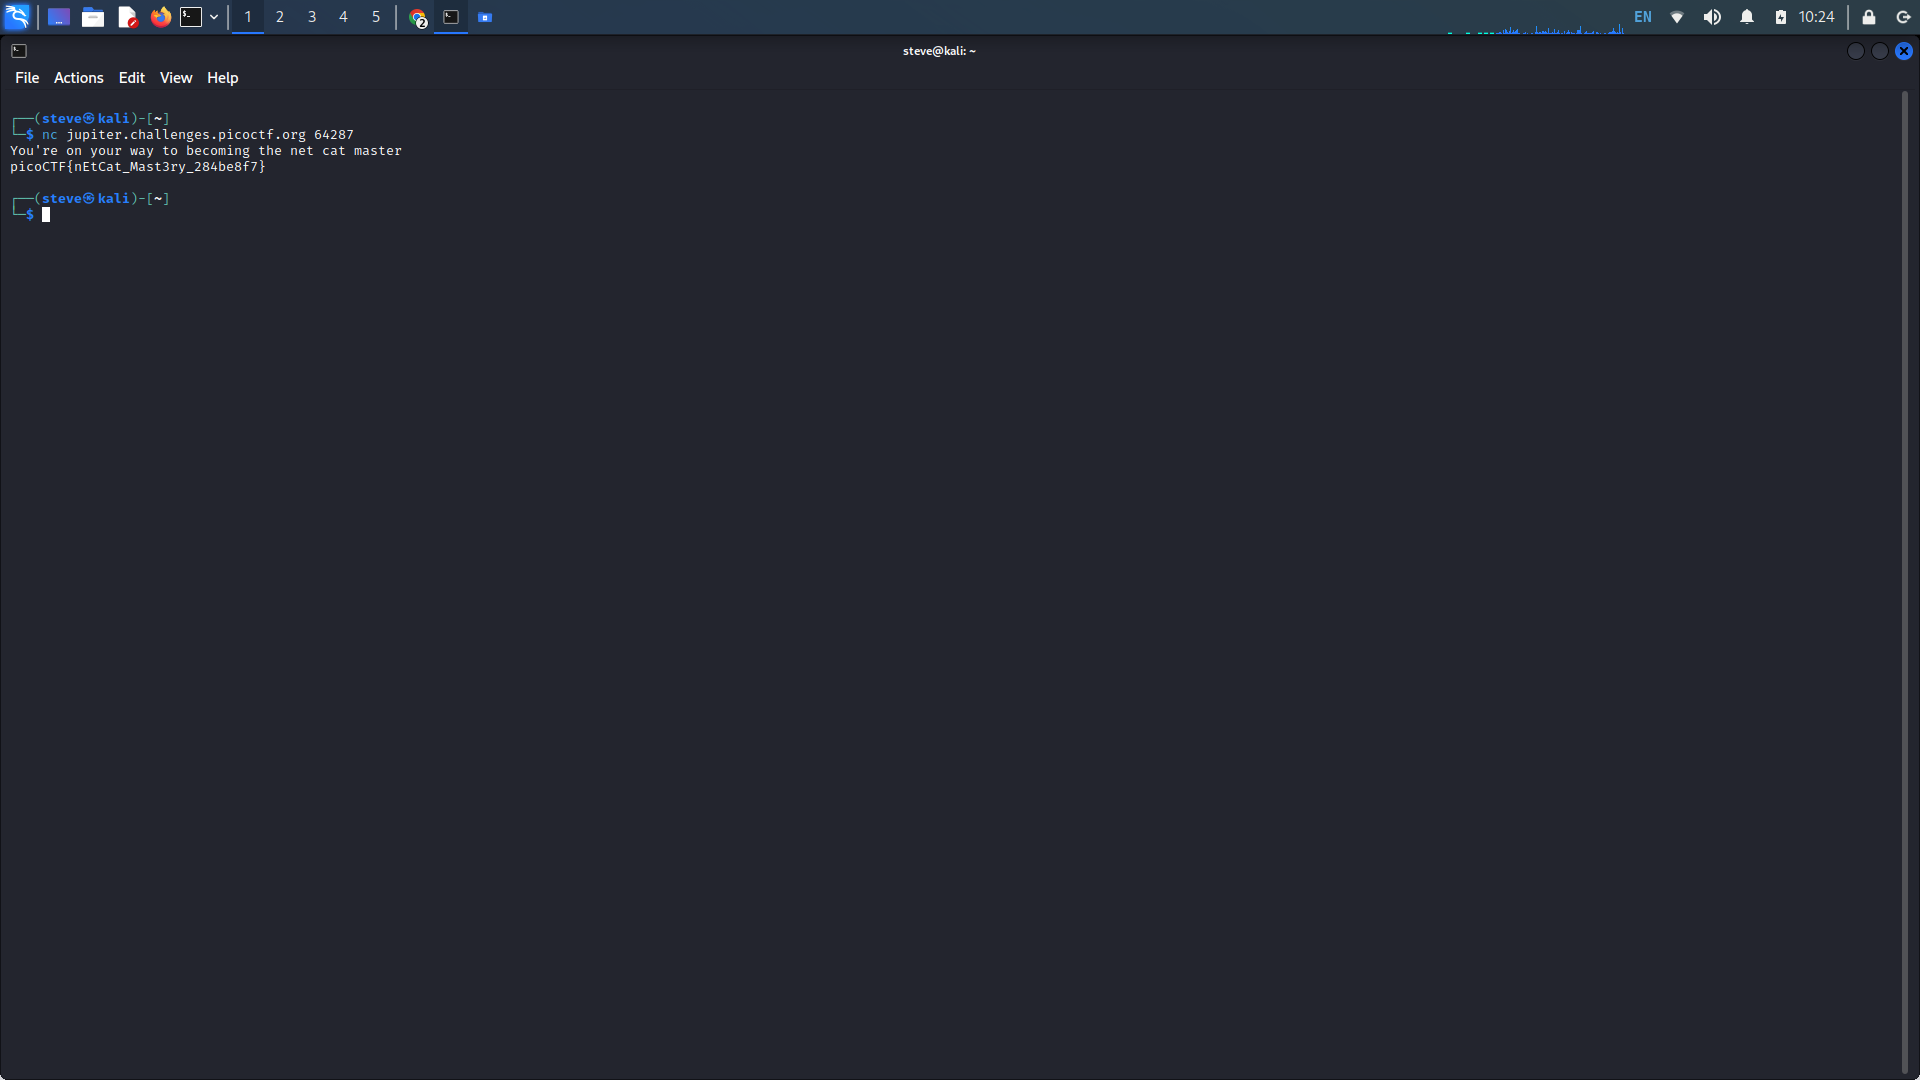 1 2 3 4 5 2 EN 10:24
steve@kali: ~
File Actions Edit View Help
┌──(steve㉿kali)-[~]
└─$ nc jupiter.challenges.picoctf.org 64287
You're on your way to becoming the net cat master
picoCTF{nEtCat_Mast3ry_284be8f7}
┌──(steve㉿kali)-[~]
└─$